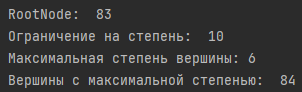 RootNode:  83
Ограничение на степень:  10
Максимальная степень вершины: 6
Вершины с максимальной степенью:  84